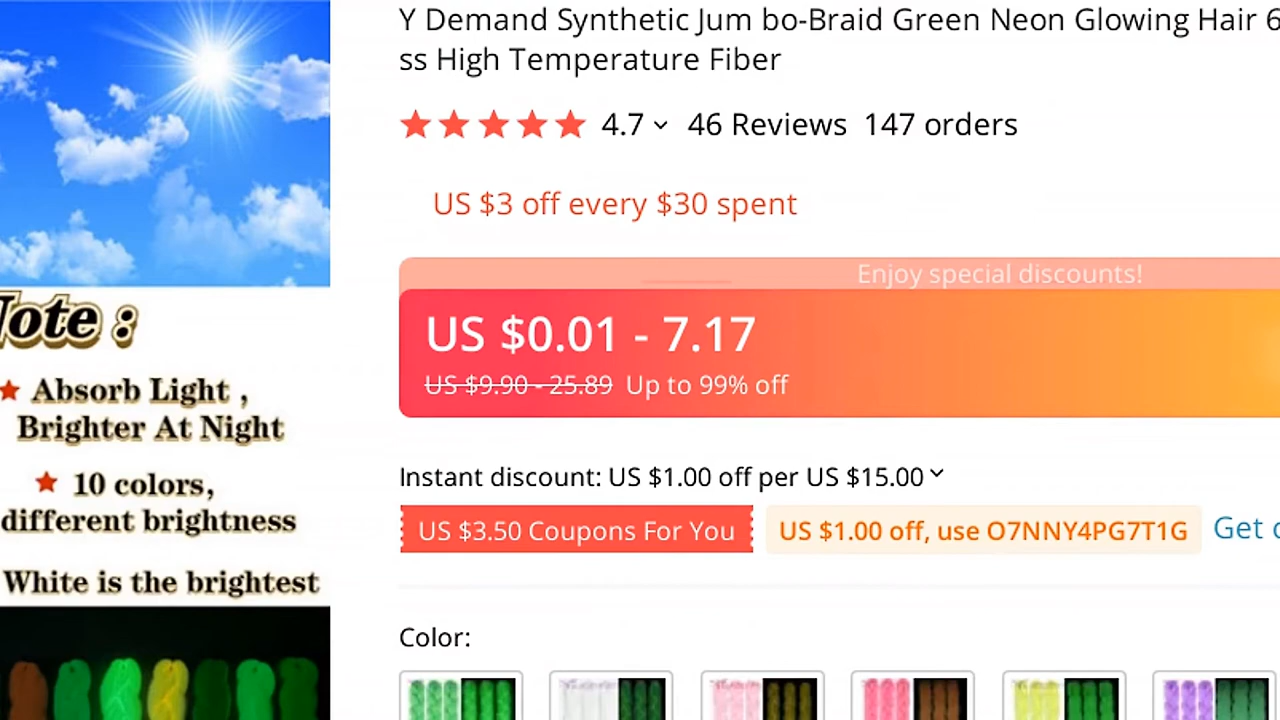 Y Demand Synthetic Jum bo-Braid Green Neon Glowing Hair 6
ss High Temperature Fiber
4.7 46 Reviews 147 orders
US $3 off every $30 spent
Enjoy special discounts!
US $0.01 - 7.17
US $9.90 - 25.89 Up to 99% off
Instant discount: US $1.00 off per US $15.00
US $3.50 Coupons For You US $1.00 off, use O7NNY4PG7T1G Get
Color:
ote :
Absorb Light ,
Brighter At Night
10 colors,
different brightness
White is the brightest